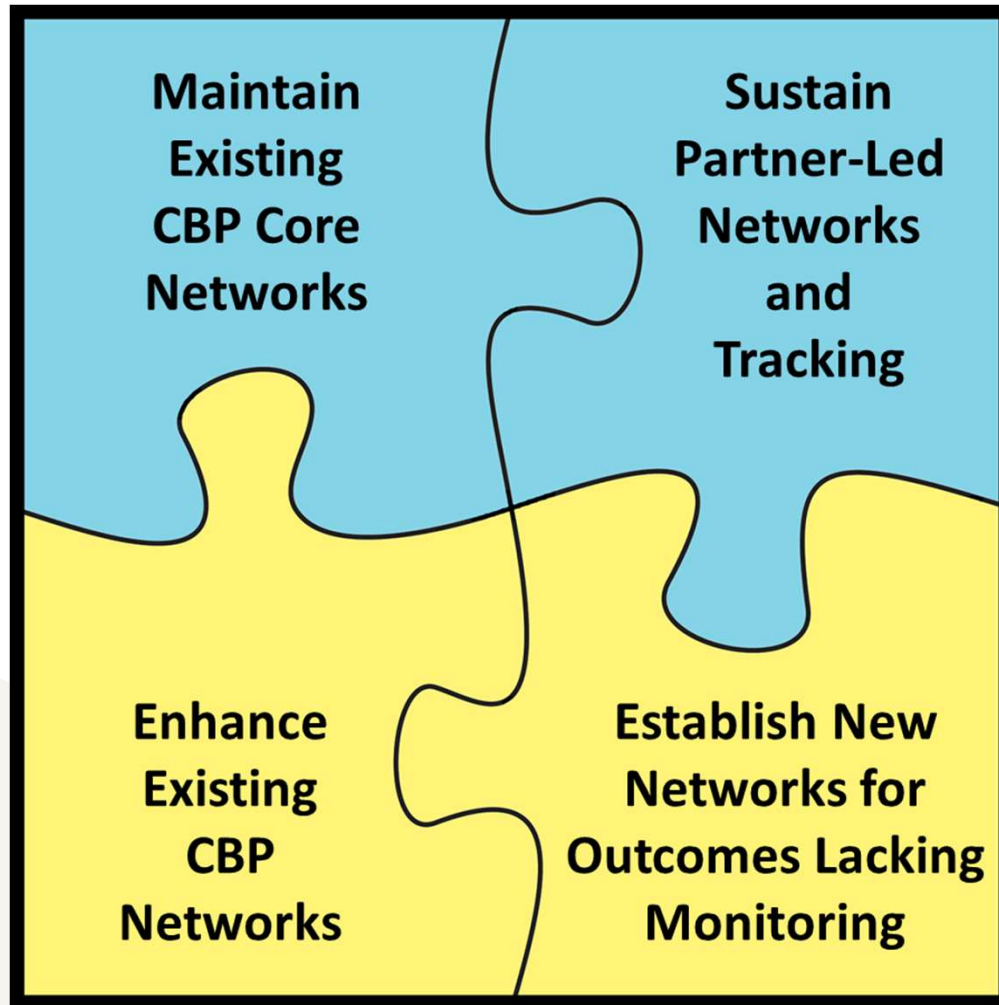 Maintain
Existing
CBP Core
Networks
Sustain
Partner-Led
Networks
and
Tracking
Enhance
Existing
CBP
Networks
Establish New
Networks for
Outcomes Lacking
Monitoring